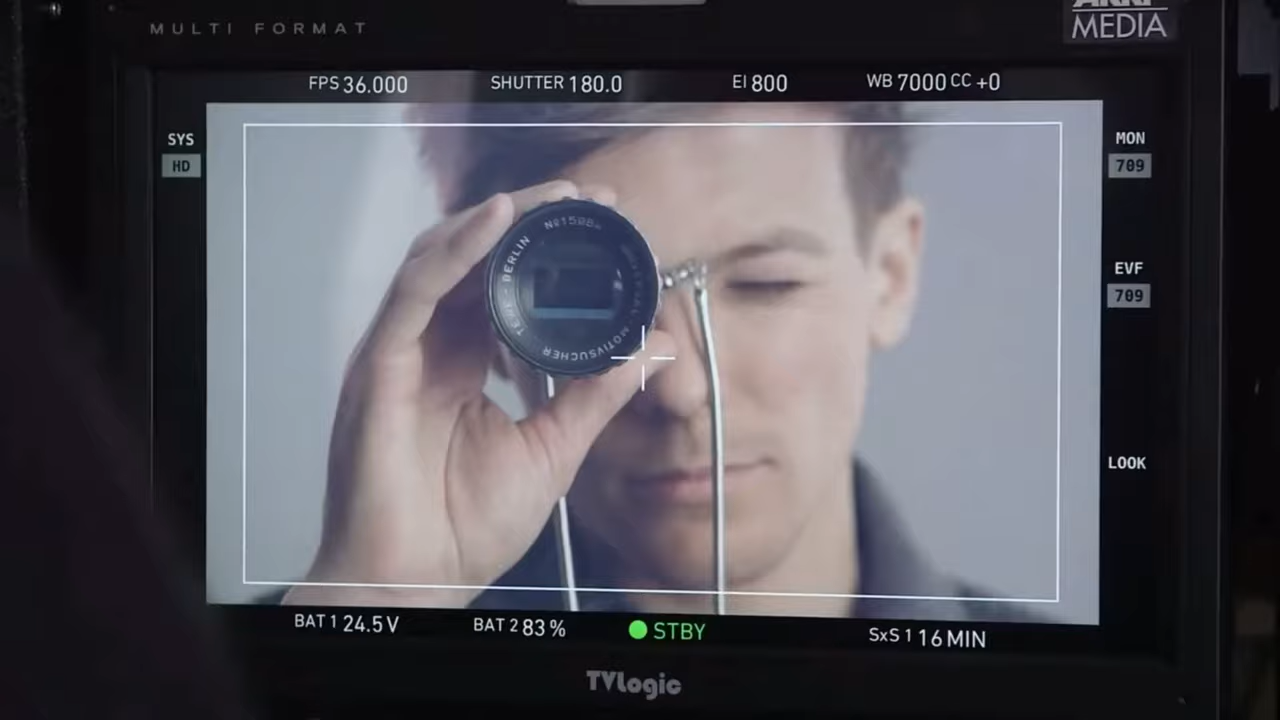 ARRI
MEDIA
MULTI FORMAT
FPS 36.000 SHUTTER 180.0 EI 800 WB 7000 CC +0
SYS
HD
MON
709
EVF
709
LOOK
BERLIN
MOTIVSUCHER
BAT 1 24.5 V BAT 2 83 % STBY SxS 1 16 MIN
TVLogic